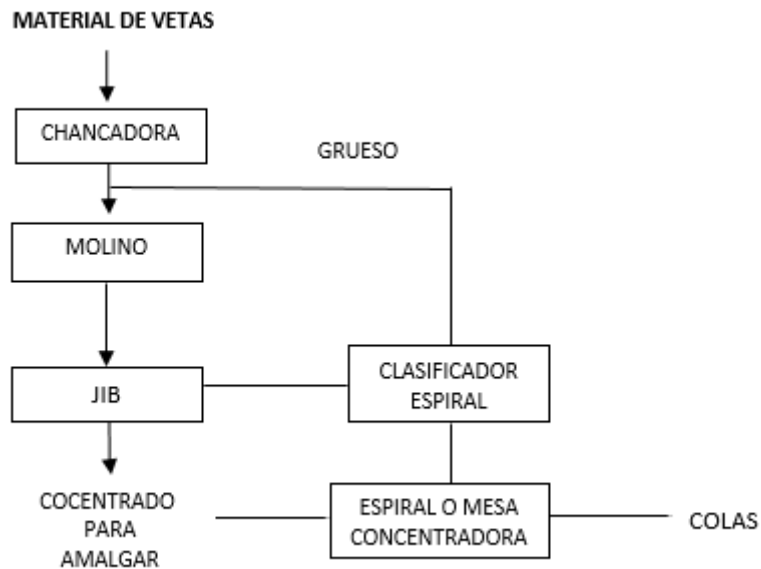 MATERIAL DE VETAS
CHANCADORA
GRUESO
MOLINO
JIB
CLASIFICADOR
ESPIRAL
COCENTRADO
PARA
AMALGAR
ESPIRAL O MESA
CONCENTRADORA
COLAS